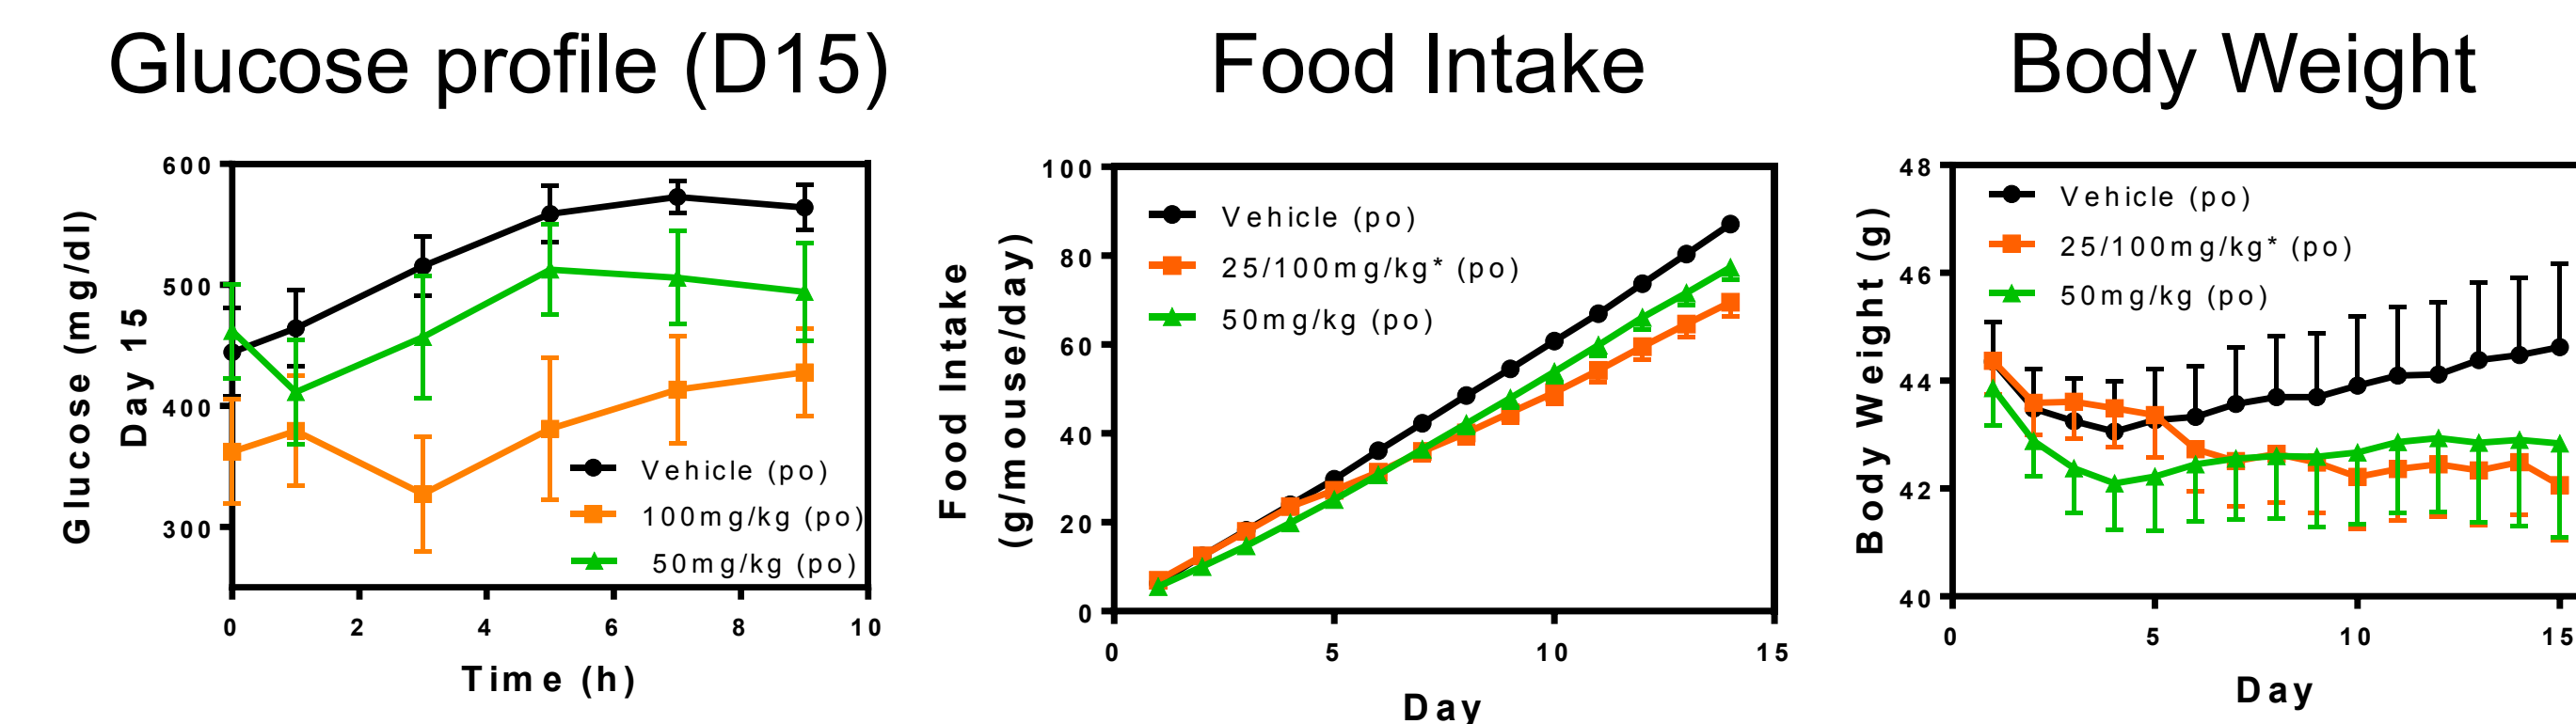 Glucose profile (D15)
Food Intake
Body Weight
Glucose (mg/dl)
Day 15
600
500
400
300
0 2 4 6 8 10
Time (h)
Vehicle (po)
100mg/kg (po)
50mg/kg (po)
Food Intake
(g/mouse/day)
100
80
60
40
20
0
0 5 10 15
Day
Vehicle (po)
25/100mg/kg* (po)
50mg/kg (po)
Body Weight (g)
48
46
44
42
40
0 5 10 15
Day
Vehicle (po)
25/100mg/kg* (po)
50mg/kg (po)